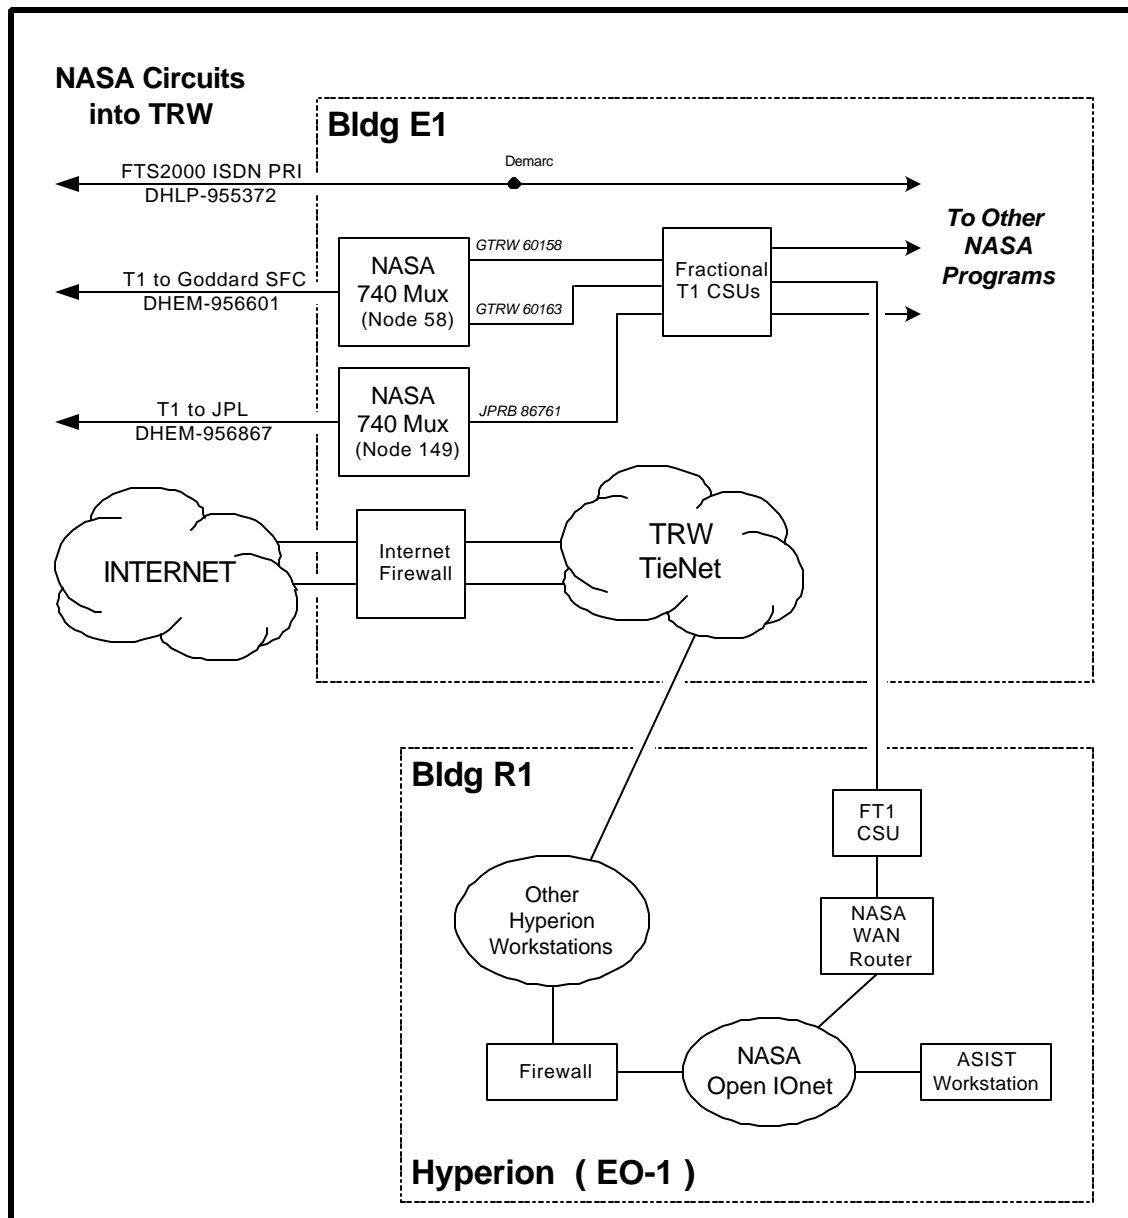 NASA Circuits
into TRW
Bldg E1
Demarc
FTS2000 ISDN PRI
DHLP-955372
To Other
NASA
Programs
GTRW 60158
NASA
740 Mux
(Node 58)
Fractional
T1 CSUs
T1 to Goddard SFC
DHEM-956601
GTRW 60163
NASA
740 Mux
(Node 149)
T1 to JPL
DHEM-956867
JPRB 86761
INTERNET
Internet
Firewall
TRW
TieNet
Bldg R1
FT1
CSU
Other
Hyperion
Workstations
NASA
WAN
Router
Firewall
NASA
Open IOnet
ASIST
Workstation
Hyperion ( EO-1 )